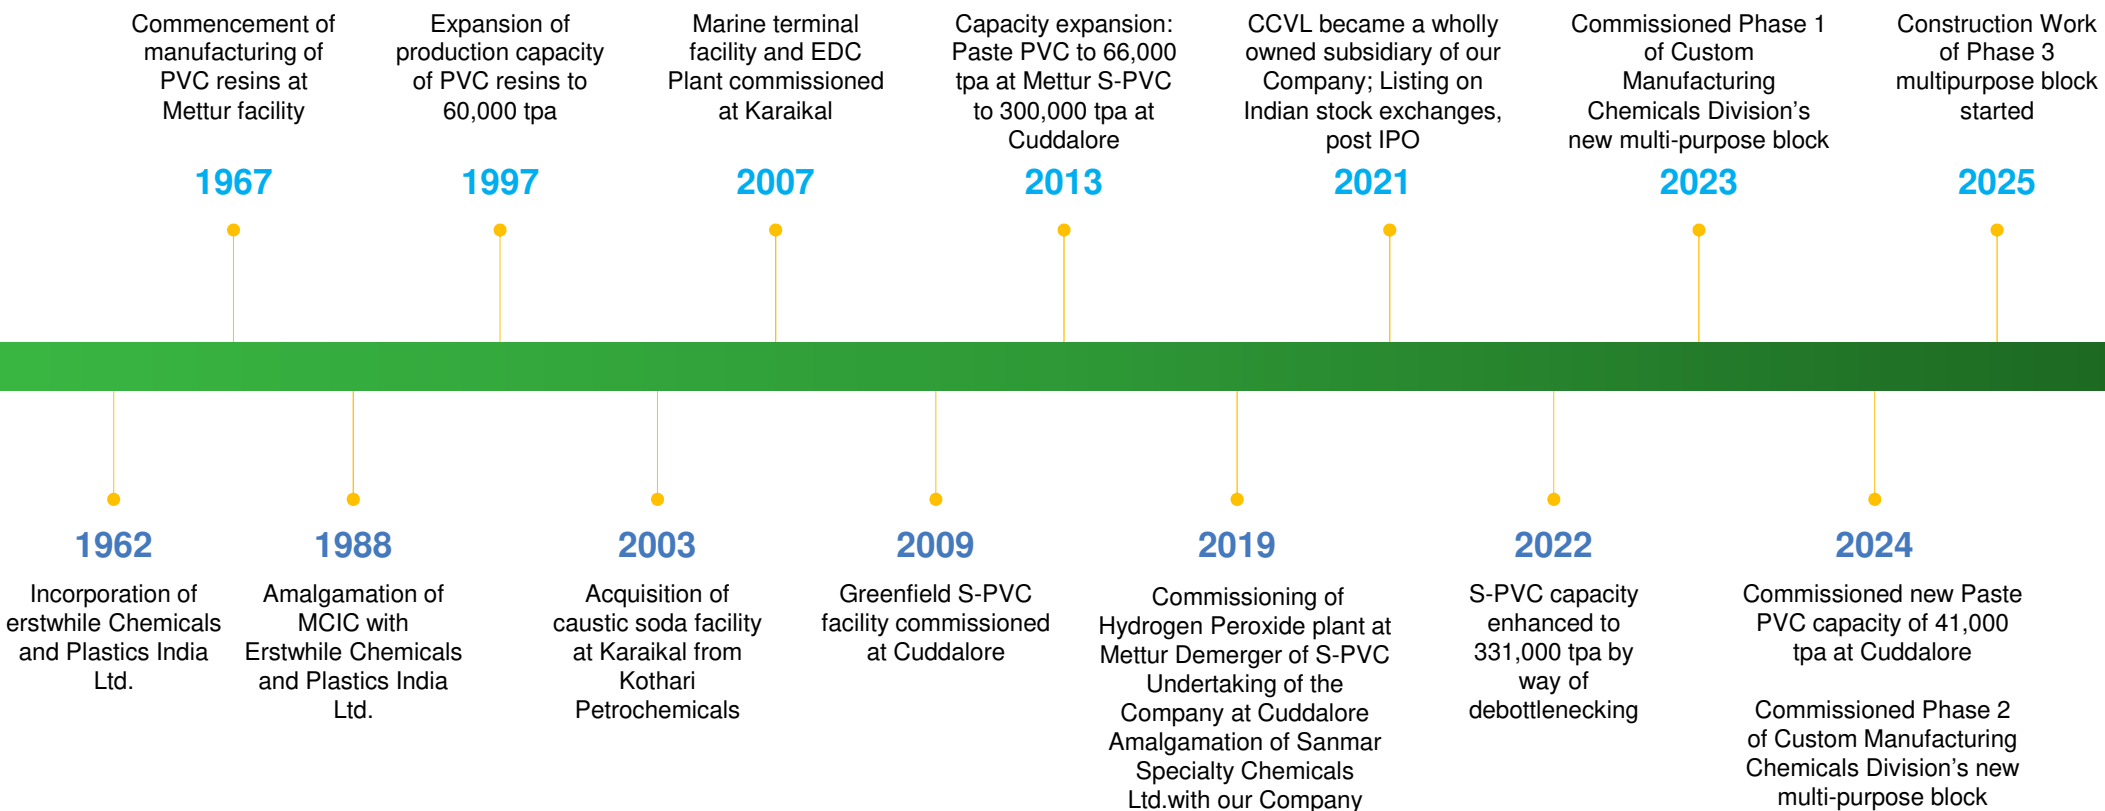 Commencement of
manufacturing of
PVC resins at
Mettur facility
1967
Expansion of
production capacity
of PVC resins to
60,000 tpa
1997
Marine terminal
facility and EDC
Plant commissioned
at Karaikal
2007
Capacity expansion:
Paste PVC to 66,000
tpa at Mettur S-PVC
to 300,000 tpa at
Cuddalore
2013
CCVL became a wholly
owned subsidiary of our
Company; Listing on
Indian stock exchanges,
post IPO
2021
Commissioned Phase 1
of Custom
Manufacturing
Chemicals Division’s
new multi-purpose block
2023
Construction Work
of Phase 3
multipurpose block
started
2025
1962
Incorporation of
erstwhile Chemicals
and Plastics India
Ltd.
1988
Amalgamation of
MCIC with
Erstwhile Chemicals
and Plastics India
Ltd.
2003
Acquisition of
caustic soda facility
at Karaikal from
Kothari
Petrochemicals
2009
Greenfield S-PVC
facility commissioned
at Cuddalore
2019
Commissioning of
Hydrogen Peroxide plant at
Mettur Demerger of S-PVC
Undertaking of the
Company at Cuddalore
Amalgamation of Sanmar
Specialty Chemicals
Ltd.with our Company
2022
S-PVC capacity
enhanced to
331,000 tpa by
way of
debottlenecking
2024
Commissioned new Paste
PVC capacity of 41,000
tpa at Cuddalore
Commissioned Phase 2
of Custom Manufacturing
Chemicals Division’s new
multi-purpose block